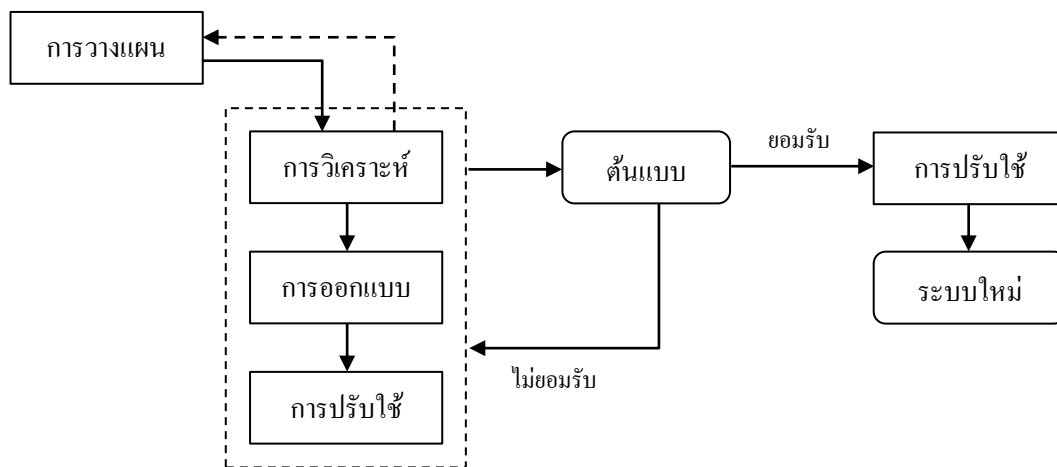 การวางแผน
การวิเคราะห์
การออกแบบ
การปรับใช้
ต้นแบบ
ยอมรับ
ไม่ยอมรับ
การปรับใช้
ระบบใหม่